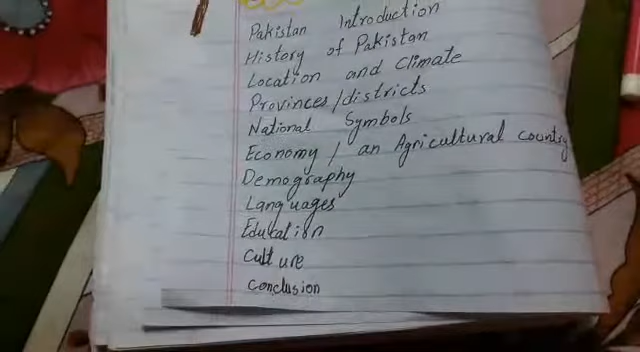 Pakistan Introduction
History of Pakistan
Location and Climate
Provinces/districts
National Symbols
Economy / an Agricultural country
Demography
Languages
Education
Culture
Conclusion